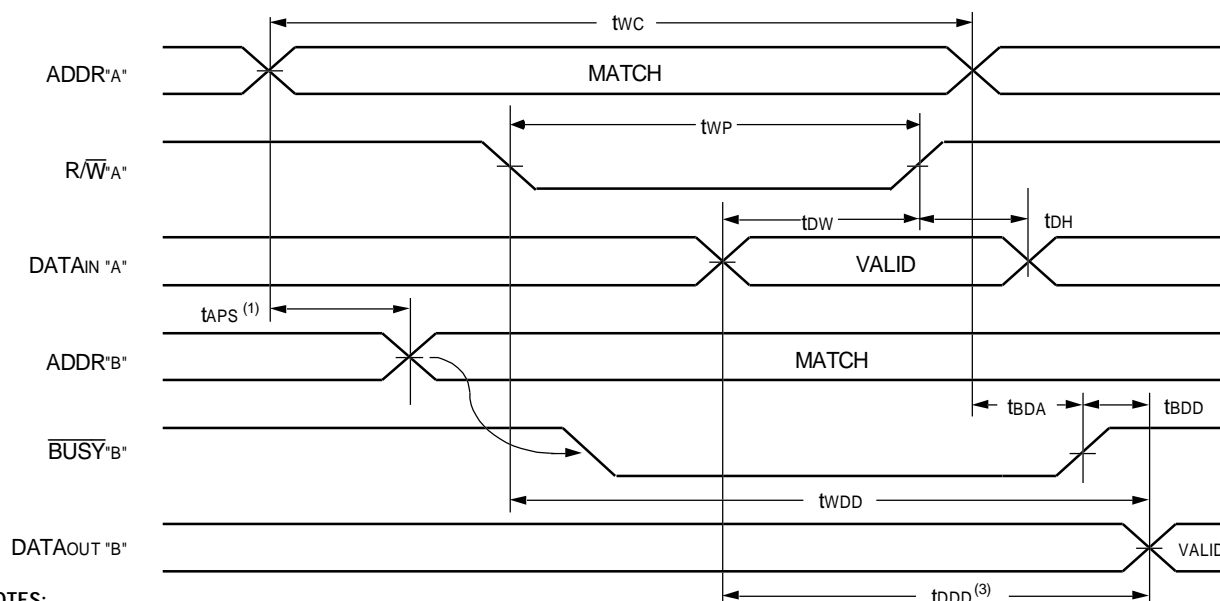 tWC
ADDR"A" MATCH
tWP
R/W̅"A"
tDW tDH
DATAIN "A" VALID
tAPS (1)
ADDR"B" MATCH
tBDA tBDD
B̅U̅S̅Y̅"B"
tWDD
DATAOUT "B" VALID
tDDD(3)